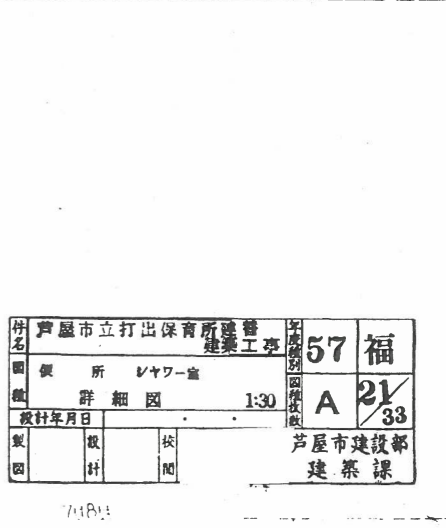 件名 芦屋市立打出保育所建替建築工事
年度種別 57 福
図種 便所 シャワー室
詳細図 1:30
図種枚数 A 21/33
設計年月日 ・ ・
製図 設計 校閲
芦屋市建設部
建築課